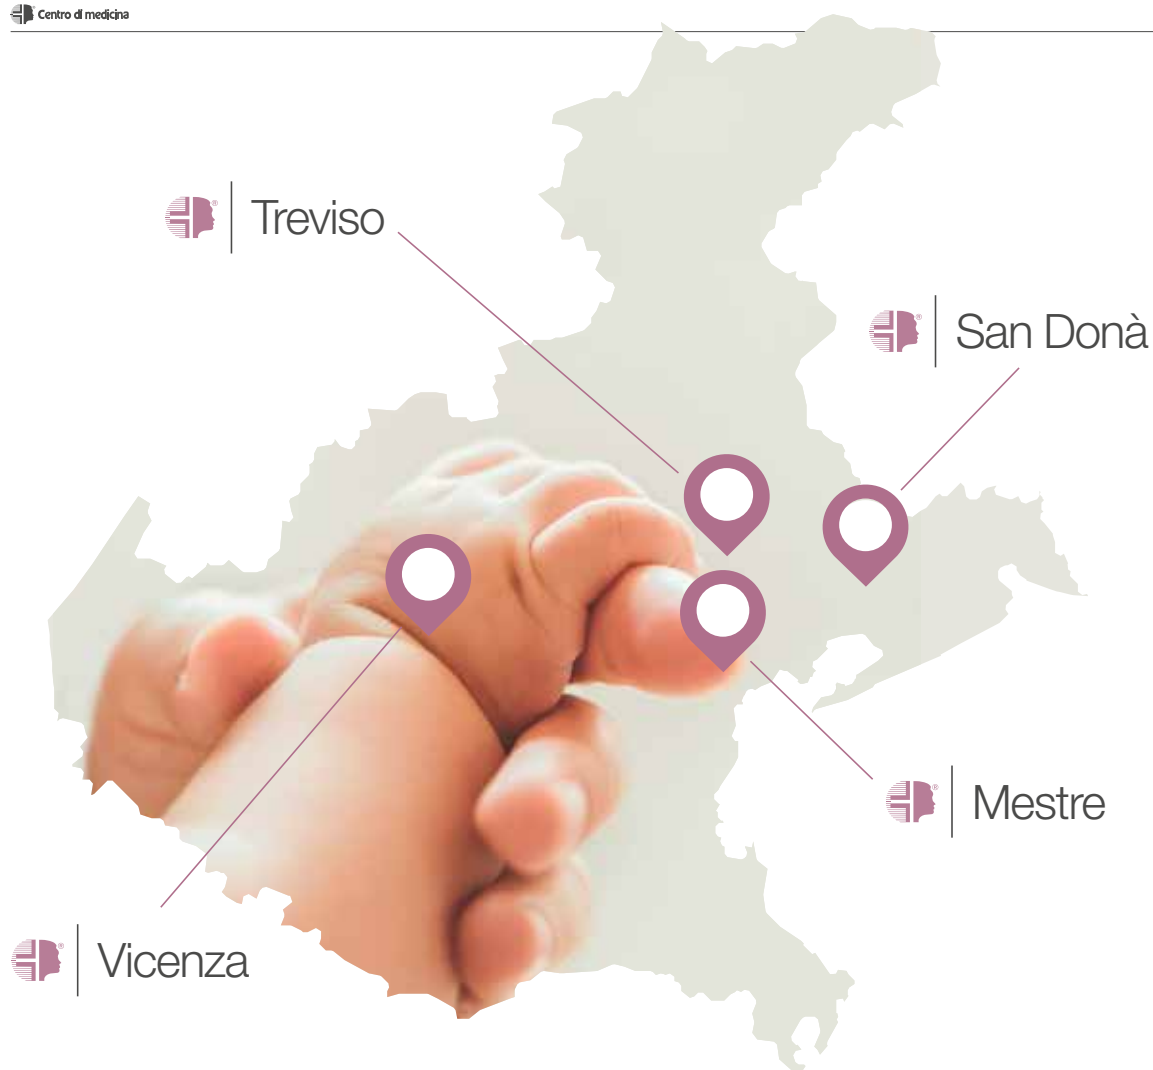 Centro di medicina
® Treviso
® San Donà
® Mestre
® Vicenza